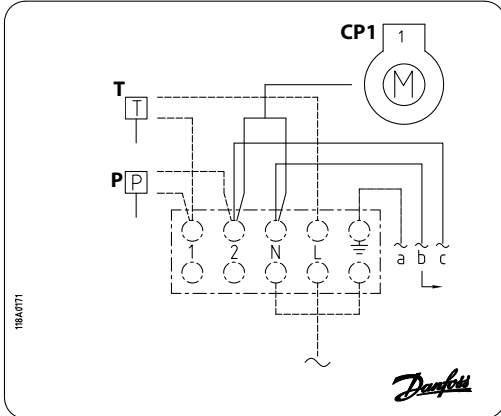 CP1 1
M
T T
P P
1 2 N L
a b c
118A0171
Danfoss